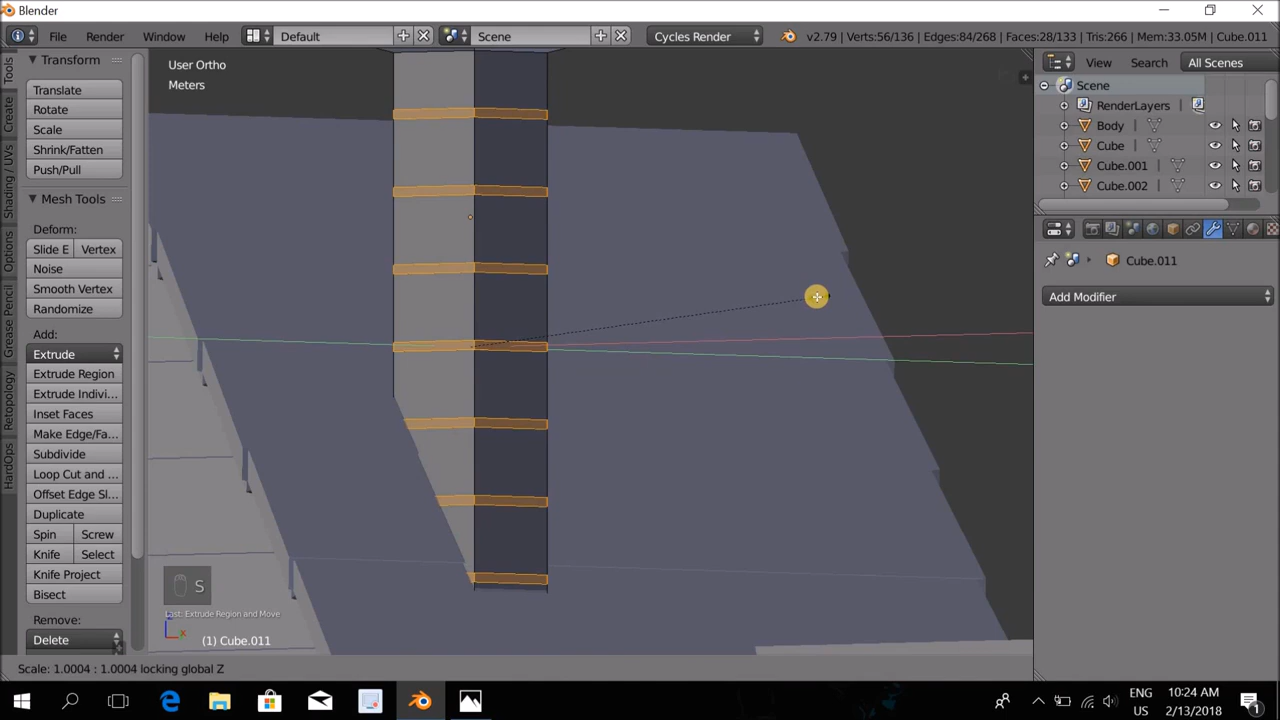 Blender
File Render Window Help Default Scene Cycles Render v2.79 | Verts:56/136 | Edges:84/268 | Faces:28/133 | Tris:266 | Mem:33.05M | Cube.011
Tools
Create
Shading / UVs
Options
Grease Pencil
Retopology
HardOps
Transform
Translate
Rotate
Scale
Shrink/Fatten
Push/Pull
Mesh Tools
Deform:
Slide E Vertex
Noise
Smooth Vertex
Randomize
Add:
Extrude
Extrude Region
Extrude Indivi...
Inset Faces
Make Edge/Fa...
Subdivide
Loop Cut and ...
Offset Edge Sl...
Duplicate
Spin Screw
Knife Select
Knife Project
Bisect
Remove:
Delete
User Ortho
Meters
S
Last: Extrude Region and Move
(1) Cube.011
View Search All Scenes
Scene
RenderLayers
Body
Cube
Cube.001
Cube.002
Cube.011
Add Modifier
Scale: 1.0004 : 1.0004 locking global Z
ENG 10:24 AM
US 2/13/2018